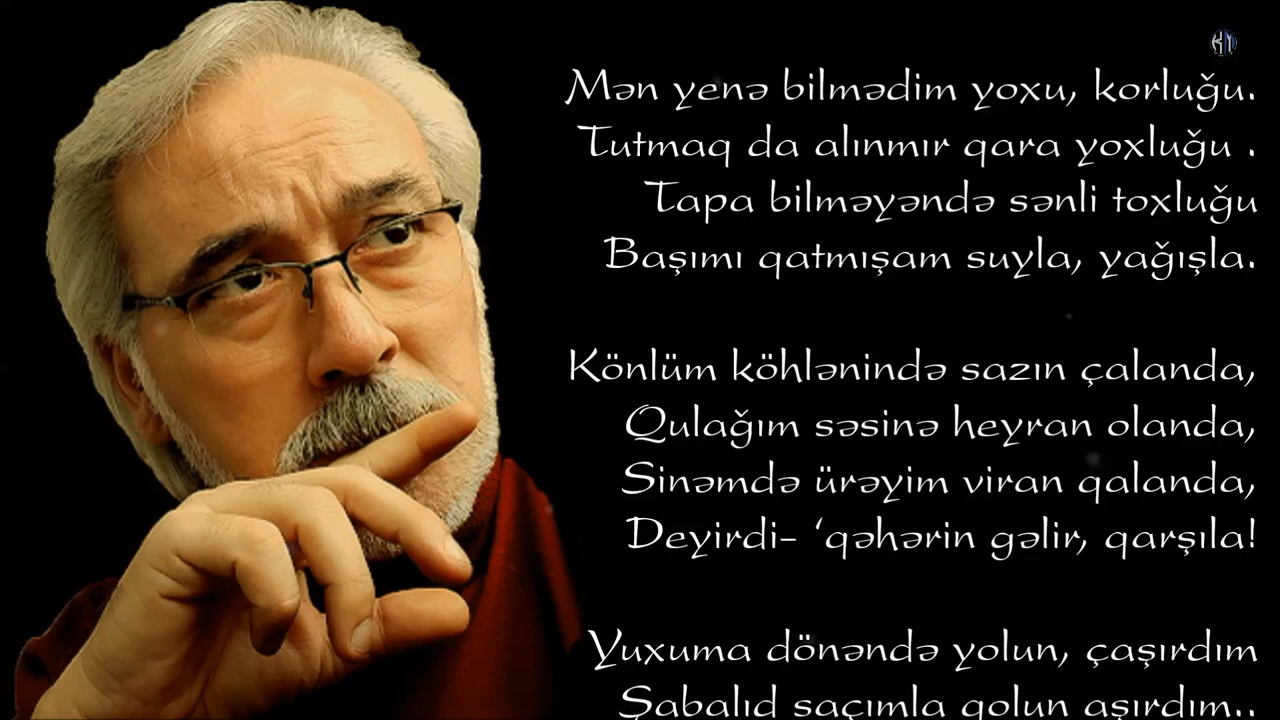 KM
Mən yenə bilmədim yoxu, korluğu.
Tutmaq da alınmır qara yoxluğu .
Tapa bilməyəndə sənli toxluğu
Başımı qatmışam suyla, yağışla.
Könlüm köhlənində sazın çalanda,
Qulağım səsinə heyran olanda,
Sinəmdə ürəyim viran qalanda,
Deyirdi- ‘qəhərin gəlir, qarşıla!
Yuxuma dönəndə yolun, çaşırdım
Şabalıd saçımla qolun aşırdım..